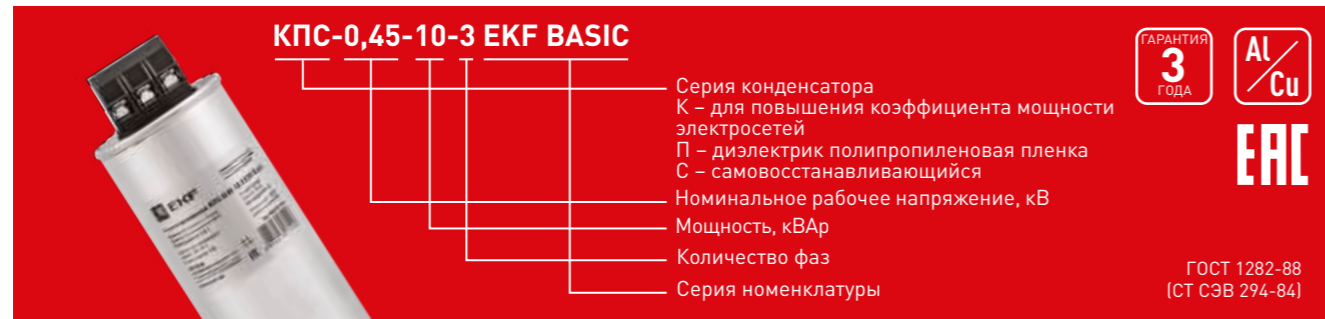 КПС-0,45-10-3 EKF BASIC
Серия конденсатора
К – для повышения коэффициента мощности
электросетей
П – диэлектрик полипропиленовая пленка
С – самовосстанавливающийся
Номинальное рабочее напряжение, кВ
Мощность, кВАр
Количество фаз
Серия номенклатуры
ГАРАНТИЯ
3
ГОДА
Al
Cu
EAC
ГОСТ 1282-88
(СТ СЭВ 294-84)
EKF